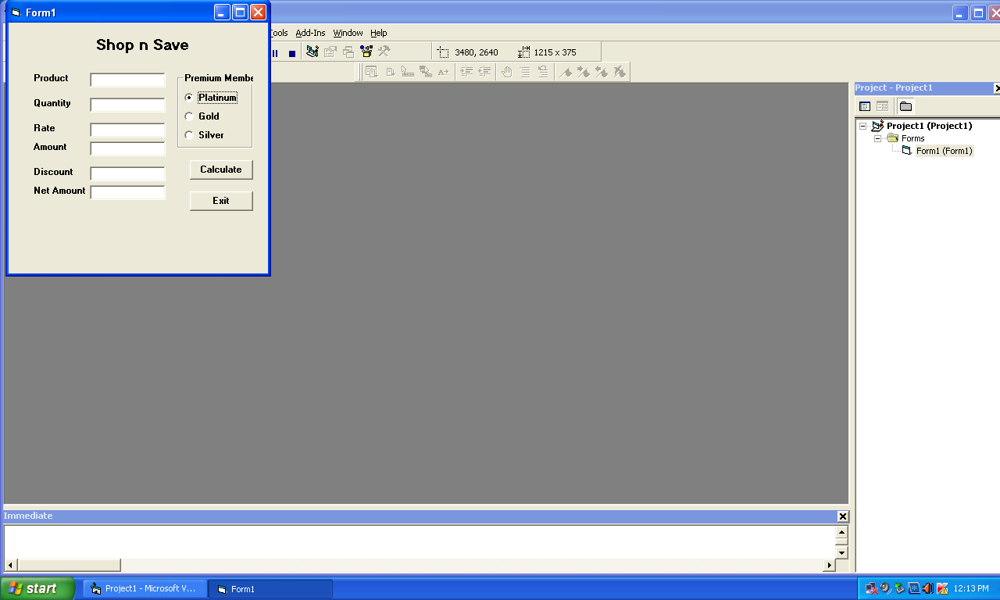 Form1
Shop n Save
Product
Quantity
Rate
Amount
Discount
Net Amount
Premium Membe
Platinum
Gold
Silver
Calculate
Exit
Tools Add-Ins Window Help
3480, 2640 1215 x 375
Project - Project1
Project1 (Project1)
Forms
Form1 (Form1)
Immediate
start
Project1 - Microsoft V...
Form1
12:13 PM